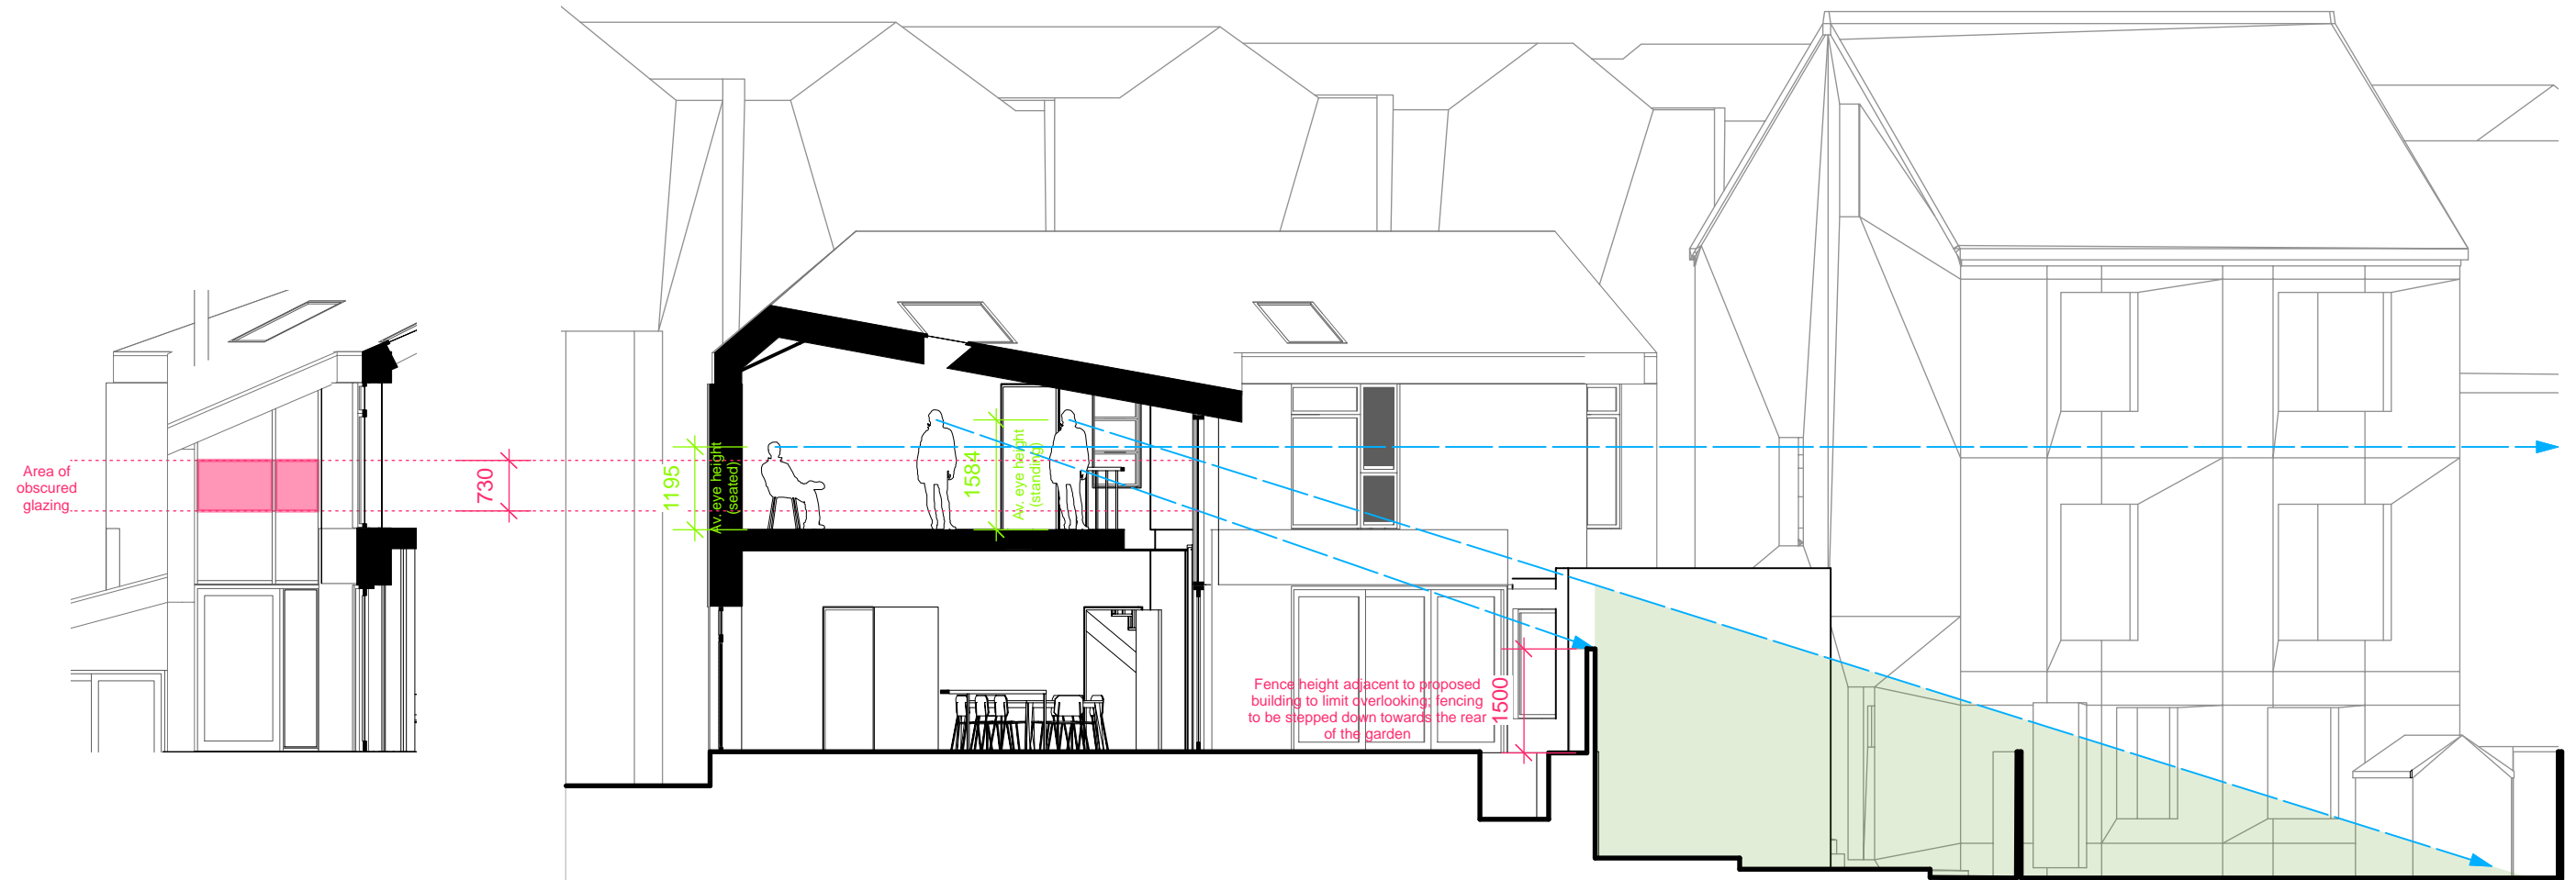 Area of
obscured
glazing
730
1195
Av. eye height
(seated)
1584
Av. eye height
(standing)
Fence height adjacent to proposed
building to limit overlooking; fencing
to be stepped down towards the rear
of the garden
1500